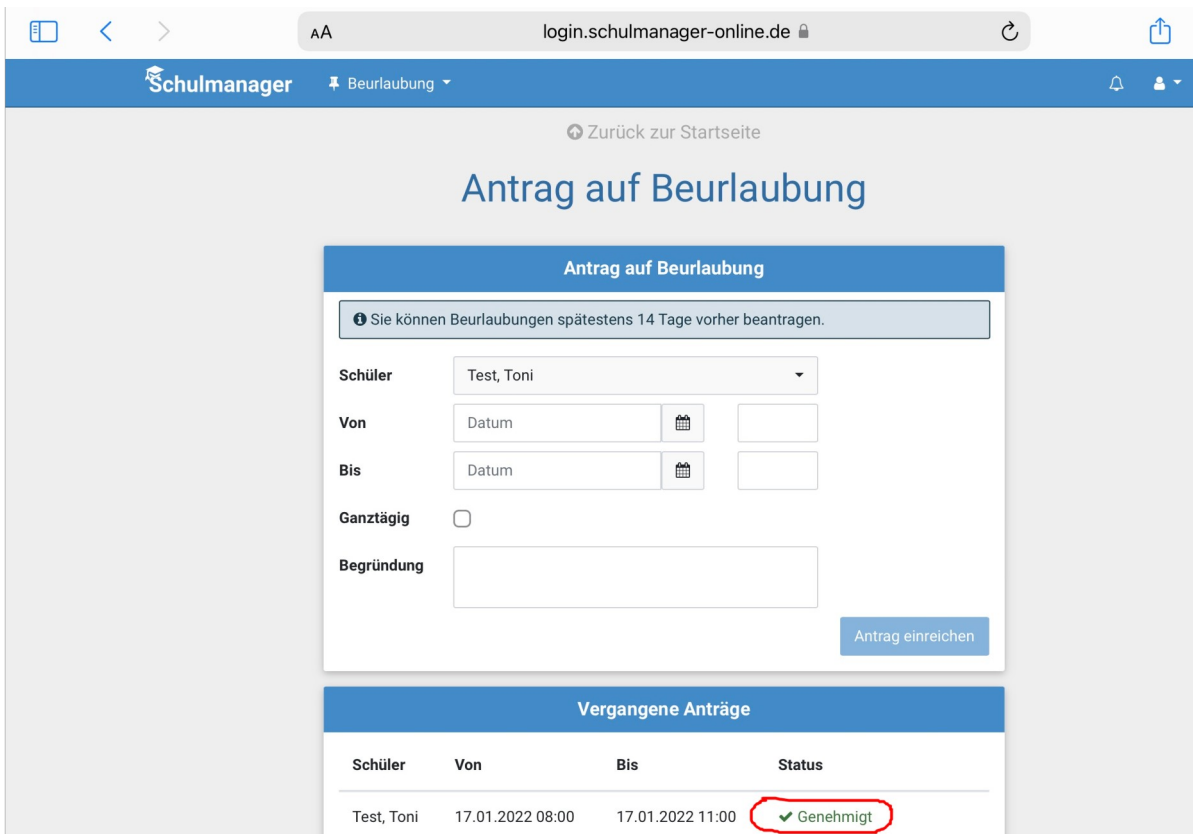 AA login.schulmanager-online.de
Schulmanager Beurlaubung
Zurück zur Startseite
Antrag auf Beurlaubung
Antrag auf Beurlaubung
Sie können Beurlaubungen spätestens 14 Tage vorher beantragen.
Schüler Test, Toni
Von Datum
Bis Datum
Ganztägig
Begründung
Antrag einreichen
Vergangene Anträge
Schüler Von Bis Status
Test, Toni 17.01.2022 08:00 17.01.2022 11:00 Genehmigt